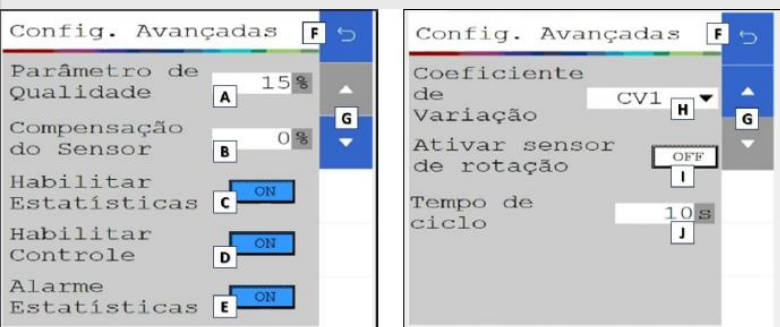 Config. Avançadas F
Parâmetro de
Qualidade A 15 %
G
Compensação
do Sensor B 0 %
Habilitar
Estatísticas C ON
Habilitar
Controle D ON
Alarme
Estatísticas E ON
Config. Avançadas F
Coeficiente
de
Variação CV1 H
G
Ativar sensor
de rotação OFF
I
Tempo de
ciclo 10 s
J